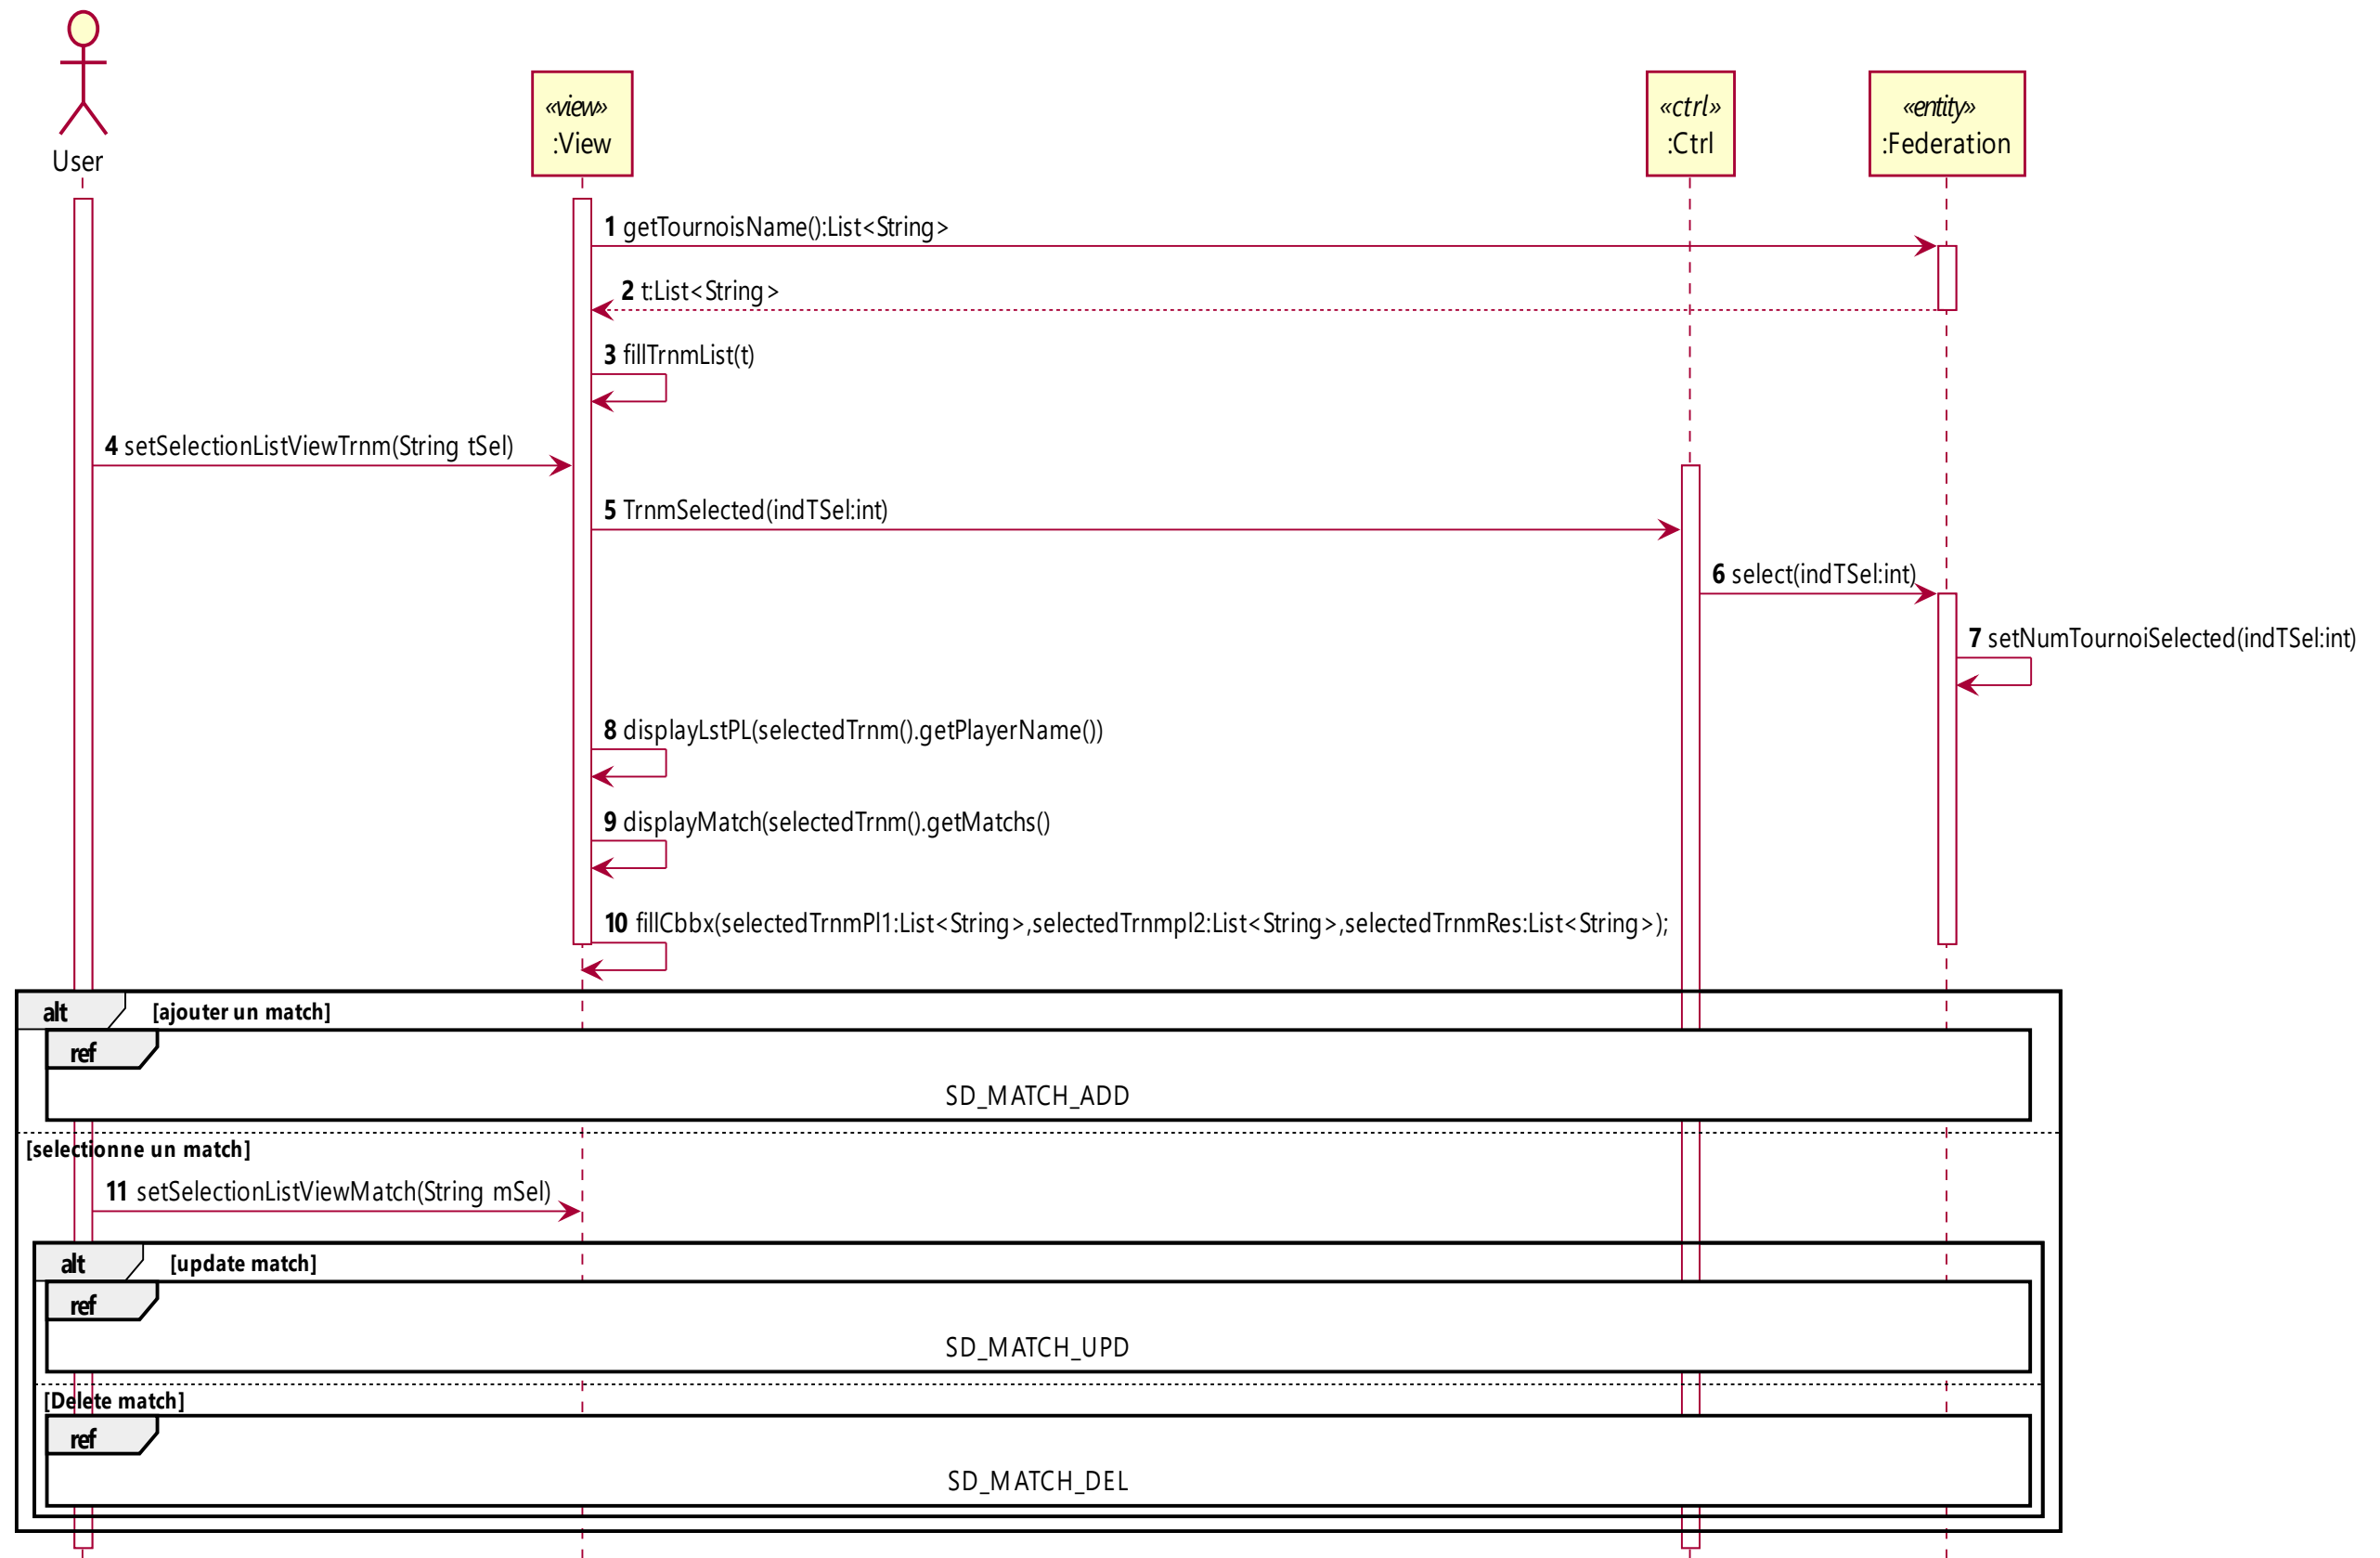 User
«view»
:View
«ctrl»
:Ctrl
«entity»
:Federation
1 getTournoisName():List<String>
2 t:List<String>
3 fillTrnmList(t)
4 setSelectionListViewTrnm(String tSel)
5 TrnmSelected(indTSel:int)
6 select(indTSel:int)
7 setNumTournoiSelected(indTSel:int)
8 displayLstPL(selectedTrnm().getPlayerName())
9 displayMatch(selectedTrnm().getMatchs()
10 fillCbbx(selectedTrnmPl1:List<String>,selectedTrnmpl2:List<String>,selectedTrnmRes:List<String>);
alt [ajouter un match]
ref
SD_MATCH_ADD
[selectionne un match]
11 setSelectionListViewMatch(String mSel)
alt [update match]
ref
SD_MATCH_UPD
[Delete match]
ref
SD_MATCH_DEL